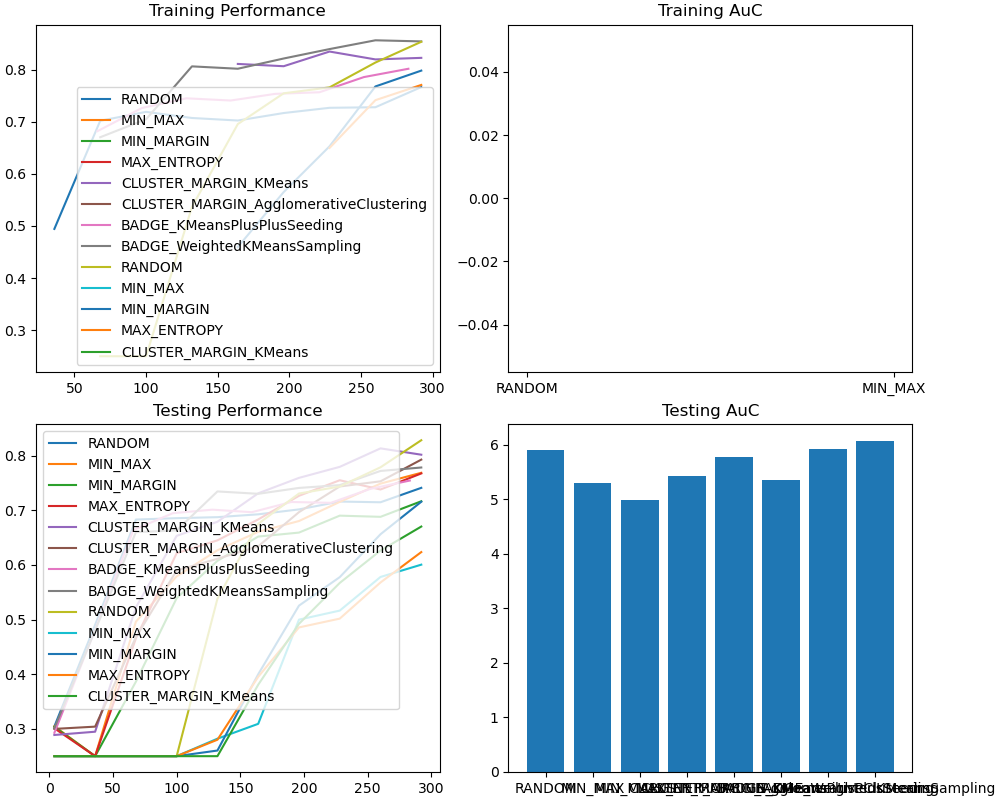 Training Performance
0.8
0.7
0.6
0.5
0.4
0.3
RANDOM
MIN_MAX
MIN_MARGIN
MAX_ENTROPY
CLUSTER_MARGIN_KMeans
CLUSTER_MARGIN_AgglomerativeClustering
BADGE_KMeansPlusPlusSeeding
BADGE_WeightedKMeansSampling
RANDOM
MIN_MAX
MIN_MARGIN
MAX_ENTROPY
CLUSTER_MARGIN_KMeans
50 100 150 200 250 300
Training AuC
0.04
0.02
0.00
−0.02
−0.04
RANDOM MIN_MAX
Testing Performance
0.8
0.7
0.6
0.5
0.4
0.3
RANDOM
MIN_MAX
MIN_MARGIN
MAX_ENTROPY
CLUSTER_MARGIN_KMeans
CLUSTER_MARGIN_AgglomerativeClustering
BADGE_KMeansPlusPlusSeeding
BADGE_WeightedKMeansSampling
RANDOM
MIN_MAX
MIN_MARGIN
MAX_ENTROPY
CLUSTER_MARGIN_KMeans
0 50 100 150 200 250 300
Testing AuC
6
5
4
3
2
1
0
RANDOM